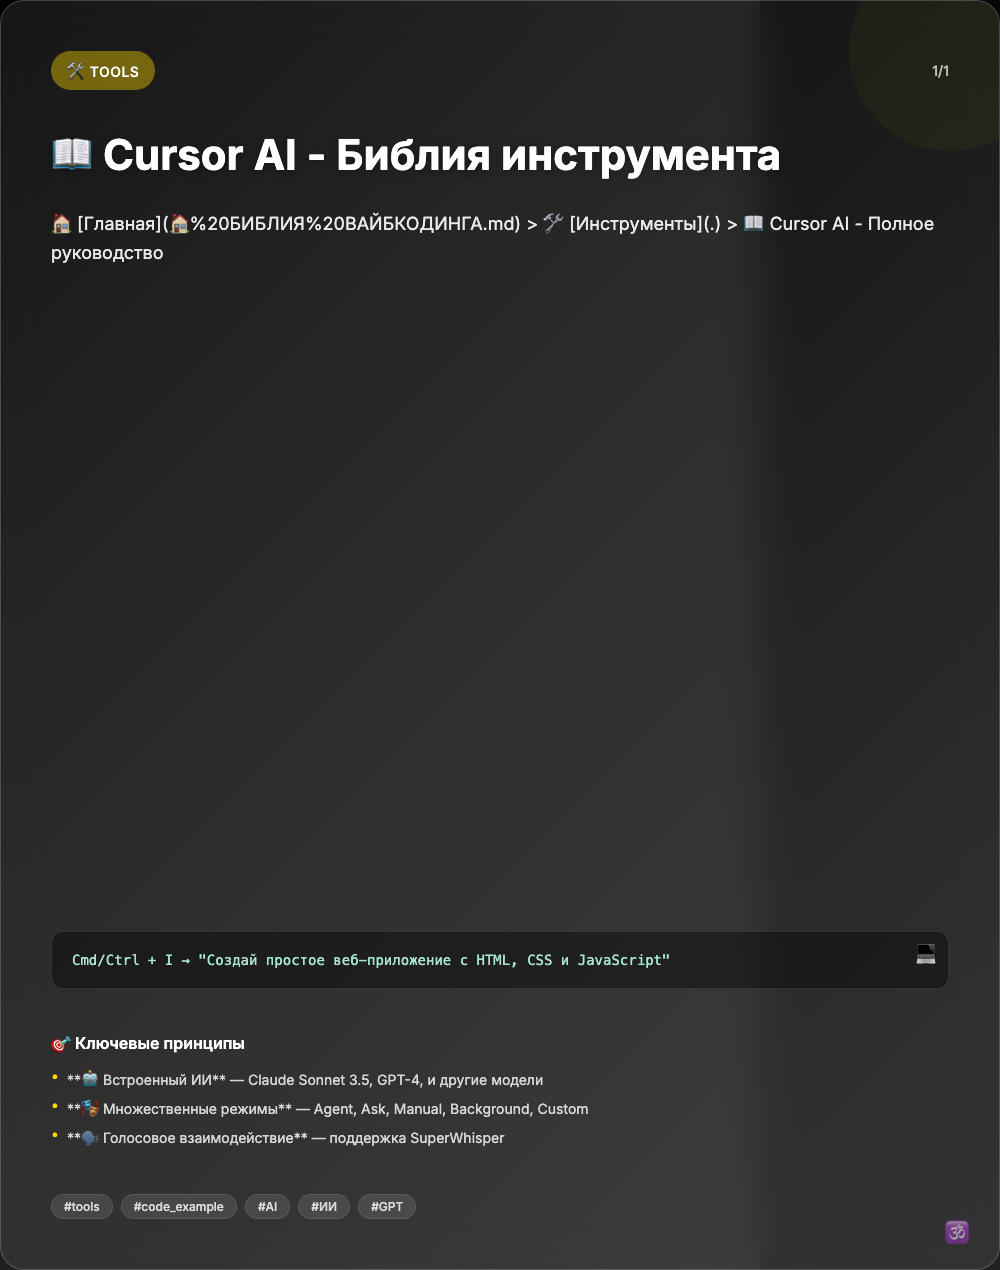 🛠️ TOOLS
1/1
📖 Cursor AI - Библия инструмента
🏠 [Главная](🏠%20БИБЛИЯ%20ВАЙБКОДИНГА.md) > 🛠️ [Инструменты](.) > 📖 Cursor AI - Полное
руководство
Cmd/Ctrl + I → "Создай простое веб-приложение с HTML, CSS и JavaScript"
🎯 Ключевые принципы
• **🤖 Встроенный ИИ** — Claude Sonnet 3.5, GPT-4, и другие модели
• **🎭 Множественные режимы** — Agent, Ask, Manual, Background, Custom
• **🗣️ Голосовое взаимодействие** — поддержка SuperWhisper
#tools #code_example #AI #ИИ #GPT
🕉️